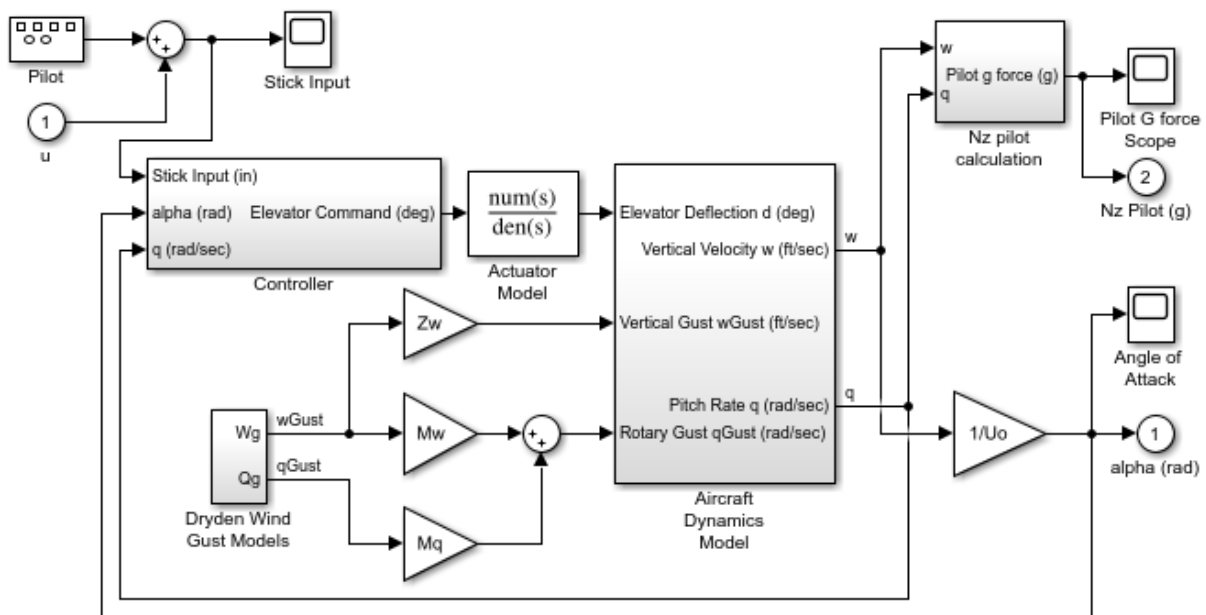 Pilot
+
+
Stick Input
1
u
Stick Input (in)
alpha (rad)
q (rad/sec)
Elevator Command (deg)
Controller
num(s)
den(s)
Actuator
Model
Elevator Deflection d (deg)
Vertical Velocity w (ft/sec)
Vertical Gust wGust (ft/sec)
Pitch Rate q (rad/sec)
Rotary Gust qGust (rad/sec)
Aircraft
Dynamics
Model
w
q
w
q
Pilot g force (g)
Nz pilot
calculation
Pilot G force
Scope
2
Nz Pilot (g)
Zw
Mw
Mq
+
+
Wg
Qg
wGust
qGust
Dryden Wind
Gust Models
1/Uo
Angle of
Attack
1
alpha (rad)